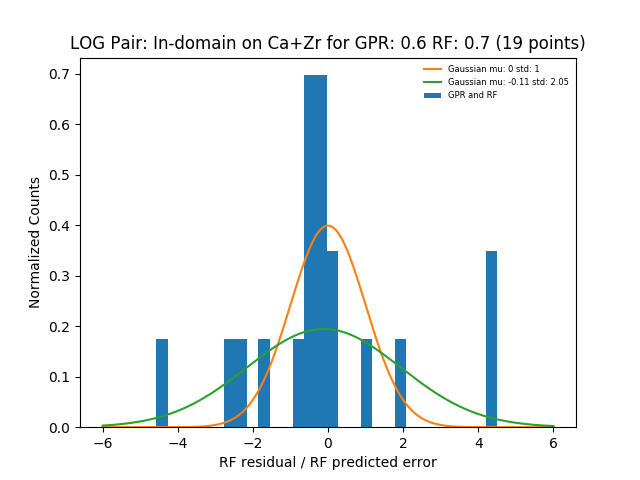 LOG Pair: In-domain on Ca+Zr for GPR: 0.6 RF: 0.7 (19 points)
Gaussian mu: 0 std: 1
Gaussian mu: -0.11 std: 2.05
GPR and RF
0.7
0.6
0.5
0.4
0.3
0.2
0.1
0.0
Normalized Counts
−6 −4 −2 0 2 4 6
RF residual / RF predicted error